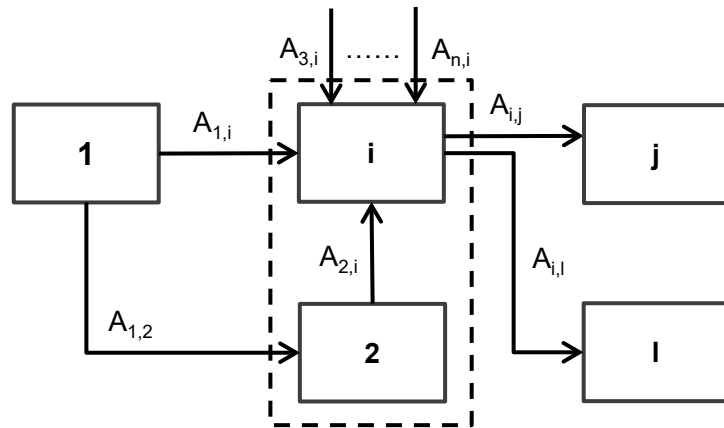 A3,i ...... An,i
1
A1,i
i
Ai,j
j
A2,i
Ai,l
A1,2
2
l